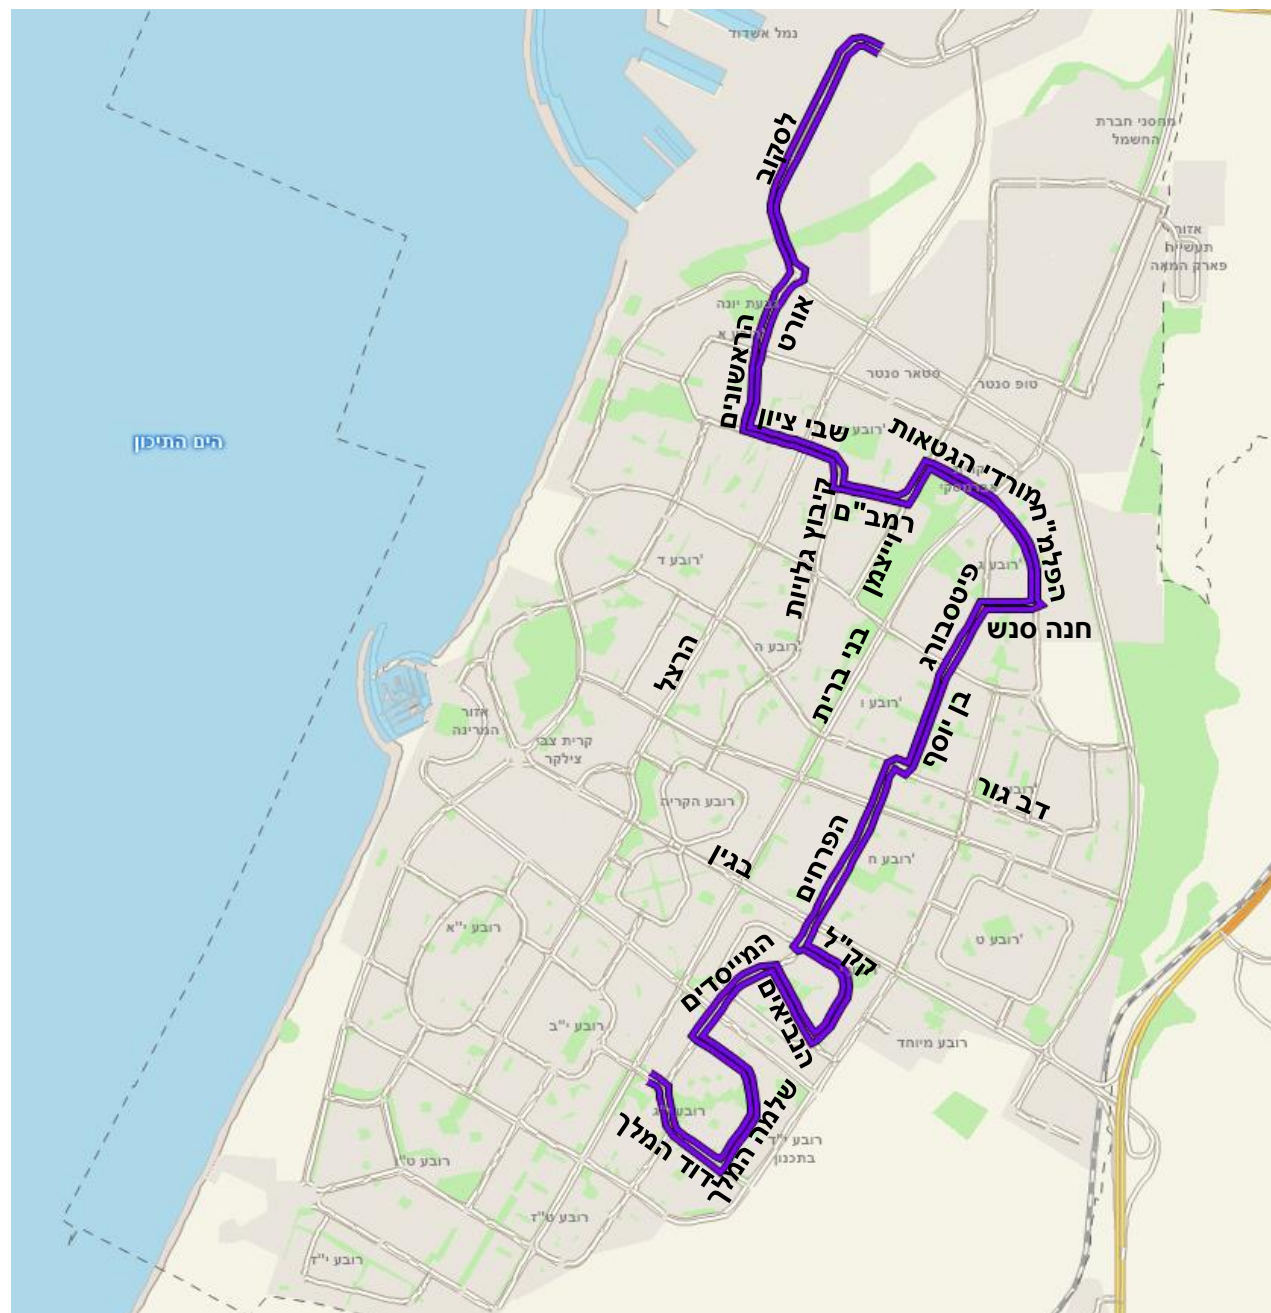 נמל אשדוד
לסקוב
מחסני חברת
החשמל
אזור
תעשייה
פארק המאה
גבעת יונה
אורט
הראשונים
סטאר סנטר
טופ סנטר
שבי ציון
מורדי הגטאות
הים התיכון
רמב"ם
קיבוץ גלויות
וייצמן
הפלמ"ח
רובע ד'
רובע ג'
פיטסבורג
חנה סנש
רובע ה'
הרצל
בני ברית
רובע ו'
בן יוסף
אזור
המרינה
קרית צבי
צילקר
דב גור
רובע הקריה
הפרחים
רובע ח'
בגין
רובע י"א
רובע ט'
קק"ל
המייסדים
הנביאים
רובע י"ב
רובע מיוחד
שלמה המלך
דוד המלך
רובע י"ד
בתכנון
רובע ט"ו
רובע ט"ז
רובע י"ד